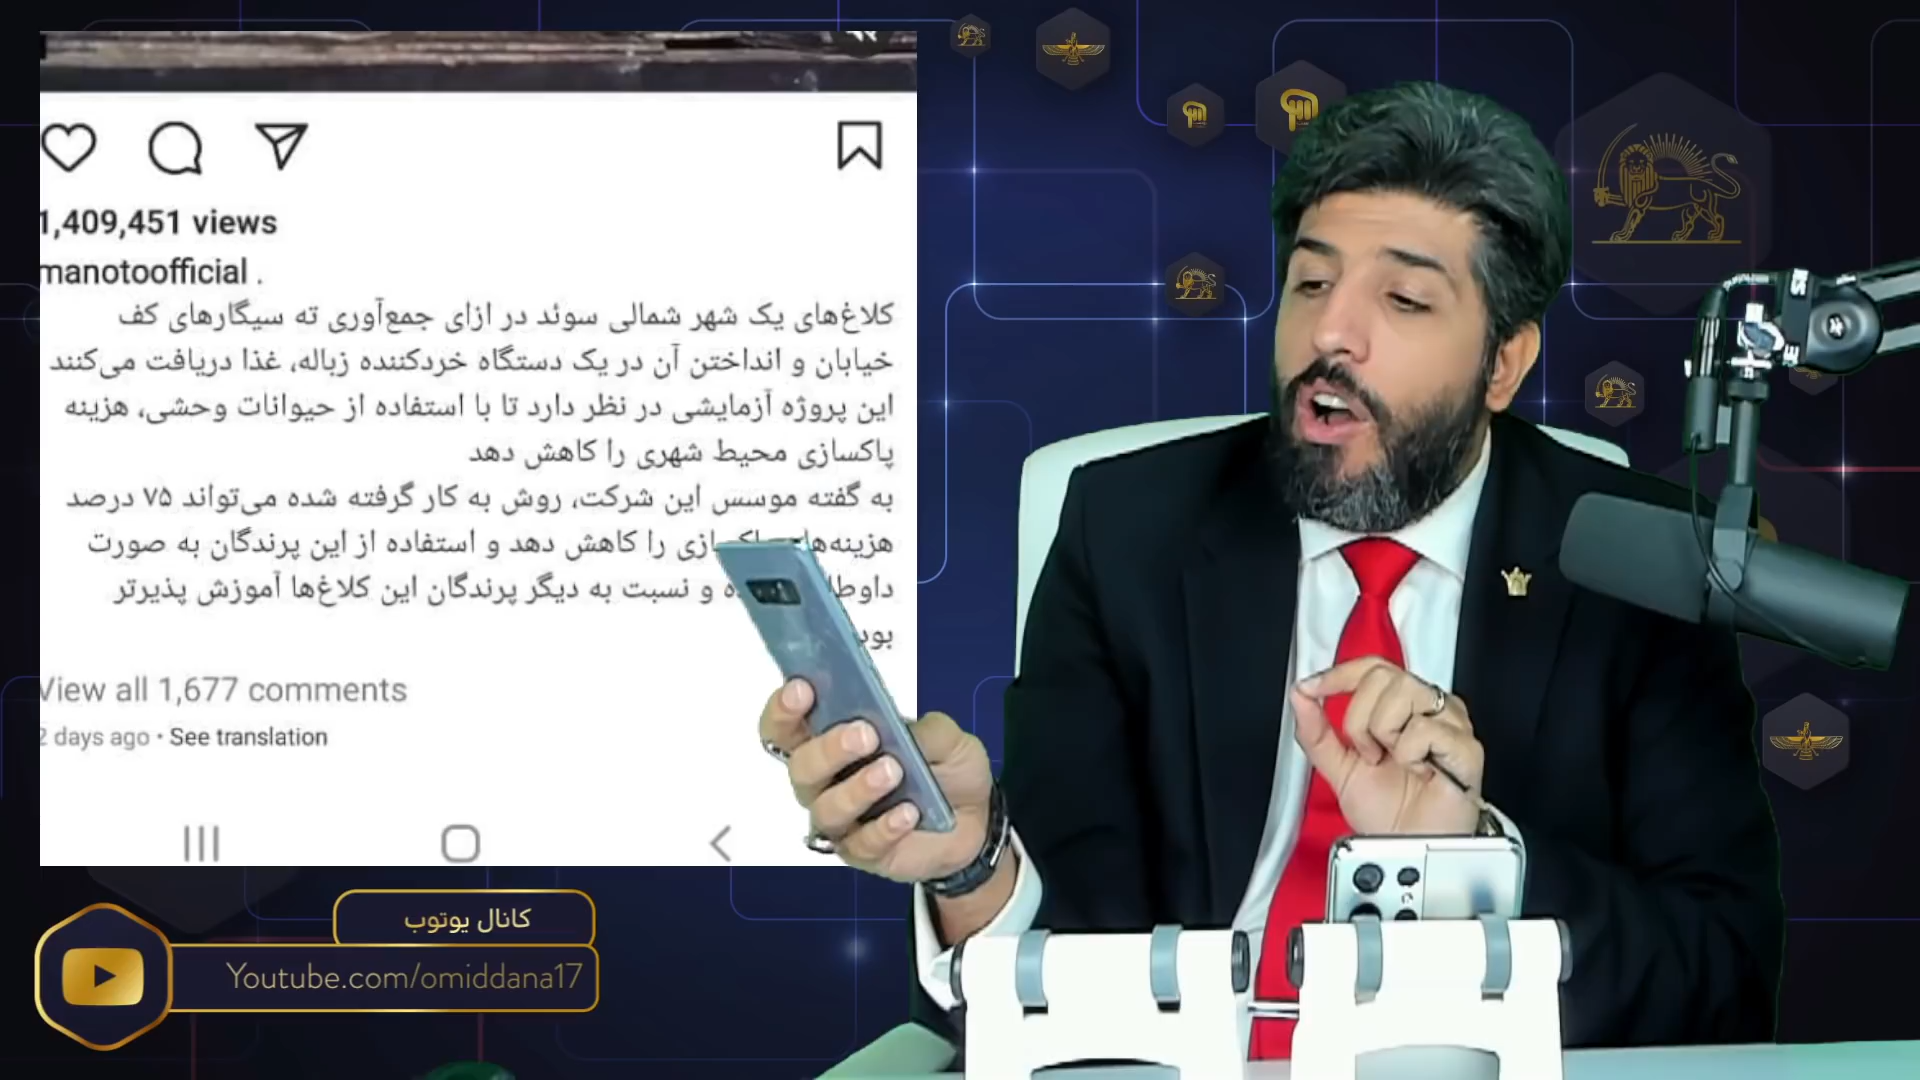 1,409,451 views
manotoofficial .
کلاغ‌های یک شهر شمالی سوئد در ازای جمع‌آوری ته سیگارهای کف
خیابان و انداختن آن در یک دستگاه خردکننده زباله، غذا دریافت می‌کنند
این پروژه آزمایشی در نظر دارد تا با استفاده از حیوانات وحشی، هزینه
پاکسازی محیط شهری را کاهش دهد
به گفته موسس این شرکت، روش به کار گرفته شده می‌تواند ۷۵ درصد
را کاهش دهد و استفاده از این پرندگان به صورت
و نسبت به دیگر پرندگان این کلاغ‌ها آموزش پذیرتر
View all 1,677 comments
2 days ago • See translation
کانال یوتوب
Youtube.com/omiddana17